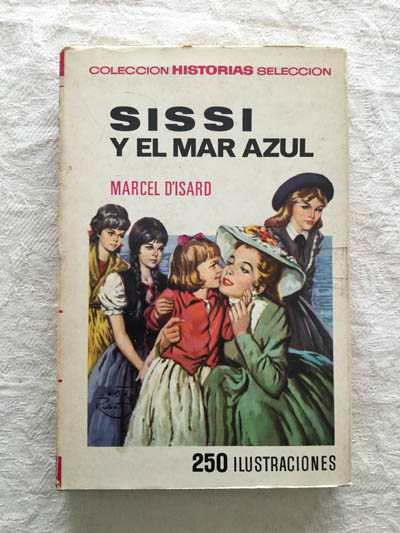 COLECCION HISTORIAS SELECCION
SISSI
Y EL MAR AZUL
MARCEL D'ISARD
250 ILUSTRACIONES